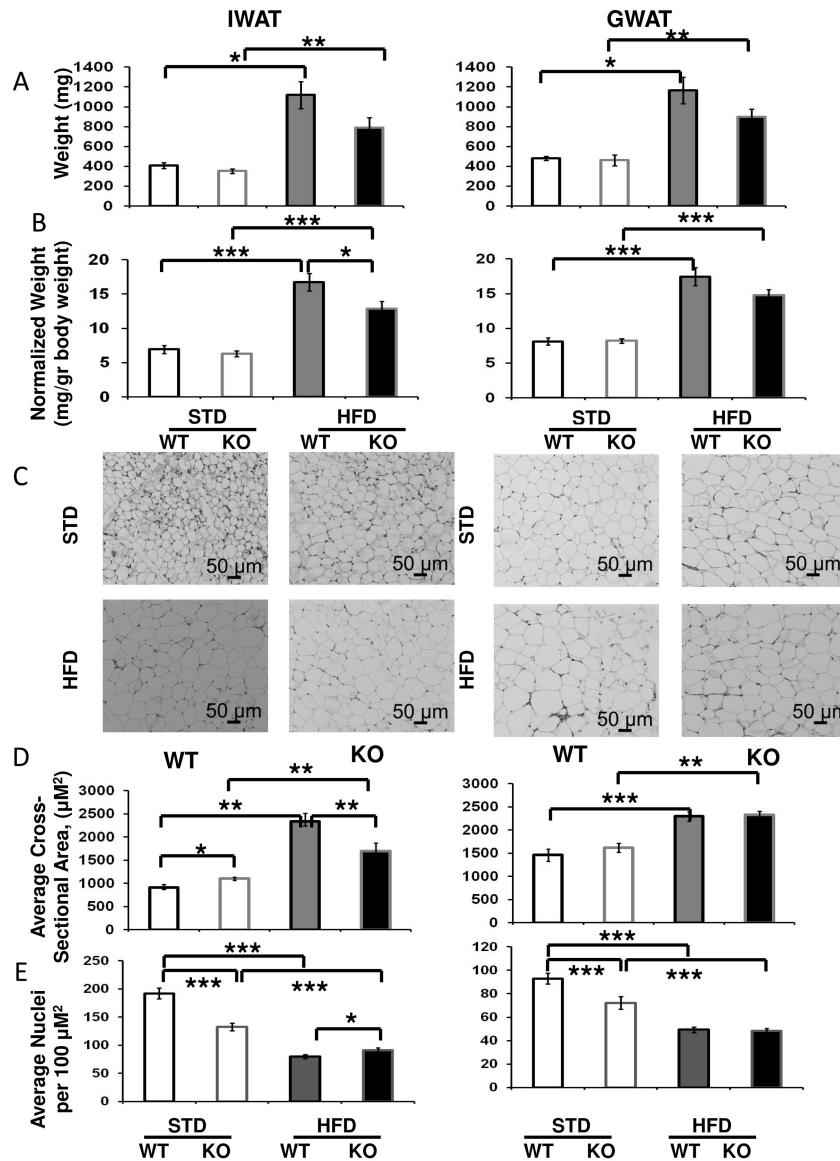 IWAT
GWAT
A
Weight (mg)
1400
1200
1000
800
600
400
200
0
*
**
1400
1200
1000
800
600
400
200
0
*
**
B
Normalized Weight
(mg/gr body weight)
20
15
10
5
0
***
***
*
20
15
10
5
0
***
***
STD
HFD
WT
KO
WT
KO
STD
HFD
WT
KO
WT
KO
C
STD
50 µm
50 µm
STD
50 µm
50 µm
HFD
50 µm
50 µm
HFD
50 µm
50 µm
WT
KO
WT
KO
D
Average Cross-
Sectional Area, (µM²)
3000
2500
2000
1500
1000
500
0
*
**
**
**
3000
2500
2000
1500
1000
500
0
***
**
E
Average Nuclei
per 100 µM²
250
200
150
100
50
0
***
***
***
*
120
100
80
60
40
20
0
***
***
***
STD
HFD
WT
KO
WT
KO
STD
HFD
WT
KO
WT
KO